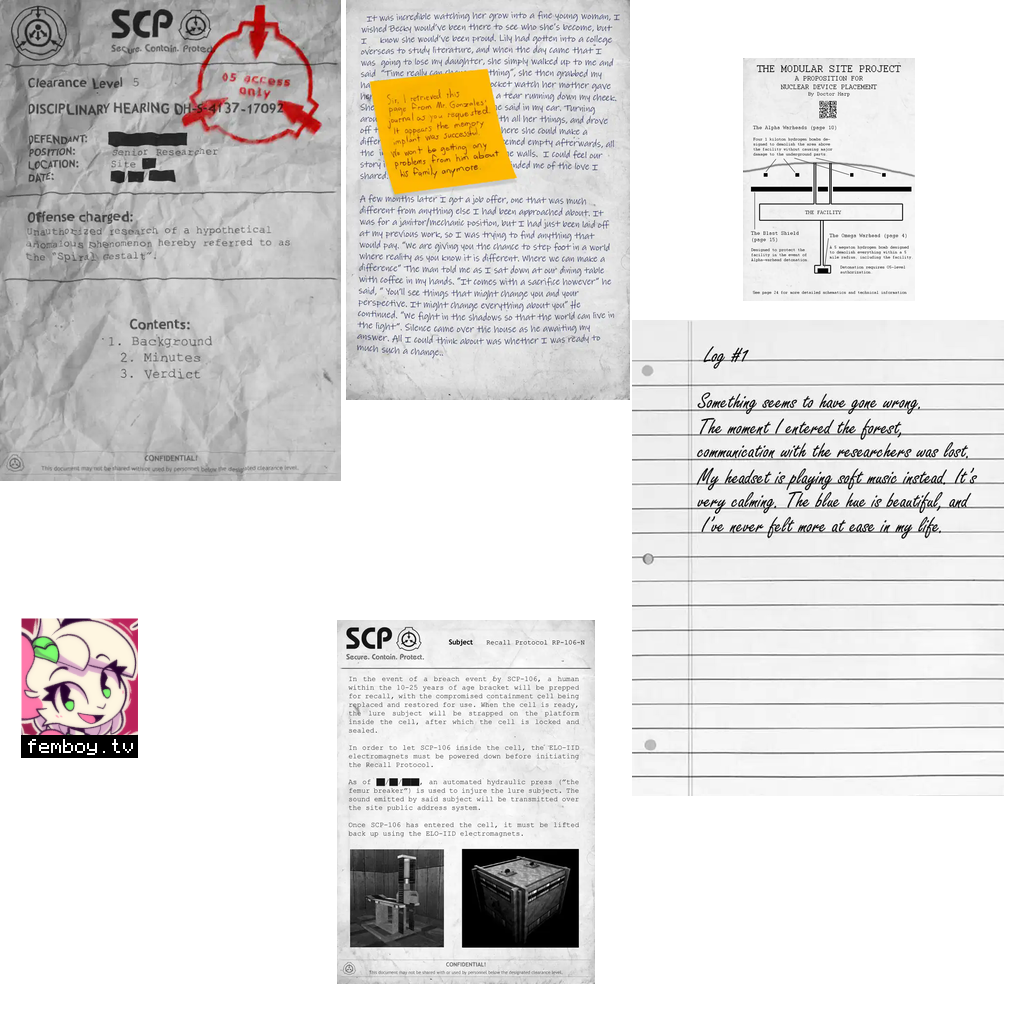 SCP
Secure. Contain. Protect.
Clearance Level 5
05 access
only
DISCIPLINARY HEARING DH-S-4137-17092
DEFENDANT:
POSITION: Senior Researcher
LOCATION: Site
DATE:
Offense charged:
Unauthorized research of a hypothetical
anomalous phenomenon hereby referred to as
the "Spiral Gestalt".
Contents:
1. Background
2. Minutes
3. Verdict
CONFIDENTIAL!
This document may not be shared with or used by personnel below the designated clearance level.
It was incredible watching her grow into a fine young woman, I
wished Becky would've been there to see who she's become, but
I know she would've been proud. Lily had gotten into a college
overseas to study literature, and when the day came that I
was going to lose my daughter, she simply walked up to me and
said "Time really can thing", she then grabbed my
ocket watch her mother gave
a tear running down my cheek.
she said in my ear. Turning
all her things, and drove
off t here she could make a
diffe eemed empty afterwards, all
the walls. I could feel our
story nded me of the love I
share
Sir, I retrieved this
page from Mr. Gonzales'
journal as you requested.
It appears the memory
implant was successful.
We won't be getting any
problems from him about
his family anymore.
A few months later I got a job offer, one that was much
different from anything else I had been approached about. It
was for a janitor/mechanic position, but I had just been laid off
at my previous work, so I was trying to find anything that
would pay. "We are giving you the chance to step foot in a world
where reality as you know it is different. Where we can make a
difference" The man told me as I sat down at our dining table
with coffee in my hands. "It comes with a sacrifice however" he
said, "You'll see things that might change you and your
perspective. It might change everything about you" He
continued. "We fight in the shadows so that the world can live in
the light". Silence came over the house as he awaiting my
answer. All I could think about was whether I was ready to
much such a change..
THE MODULAR SITE PROJECT
A PROPOSITION FOR
NUCLEAR DEVICE PLACEMENT
By Doctor Harp
The Alpha Warheads (page 10)
Four 1 kiloton hydrogen bombs de-
signed to demolish the area above
the facility without causing major
damage to the underground parts
THE FACILITY
The Blast Shield
(page 15)
Designed to protect the
facility in the event of
Alpha-warhead detonation
The Omega Warhead (page 4)
A 5 megaton hydrogen bomb designed
to demolish everything within a 5
mile radius, including the facility
Detonation requires O5-level
authorization.
See page 24 for more detailed schematics and technical information
Log #1
Something seems to have gone wrong.
The moment I entered the forest,
communication with the researchers was lost.
My headset is playing soft music instead. It's
very calming. The blue hue is beautiful, and
I've never felt more at ease in my life.
femboy.tv
SCP
Secure. Contain. Protect.
Subject Recall Protocol RP-106-N
In the event of a breach event by SCP-106, a human
within the 10-25 years of age bracket will be prepped
for recall, with the compromised containment cell being
replaced and restored for use. When the cell is ready,
the lure subject will be strapped on the platform
inside the cell, after which the cell is locked and
sealed.
In order to let SCP-106 inside the cell, the ELO-IID
electromagnets must be powered down before initiating
the Recall Protocol.
As of / / , an automated hydraulic press ("the
femur breaker") is used to injure the lure subject. The
sound emitted by said subject will be transmitted over
the site public address system.
Once SCP-106 has entered the cell, it must be lifted
back up using the ELO-IID electromagnets.
CONFIDENTIAL!
This document may not be shared with or used by personnel below the designated clearance level.